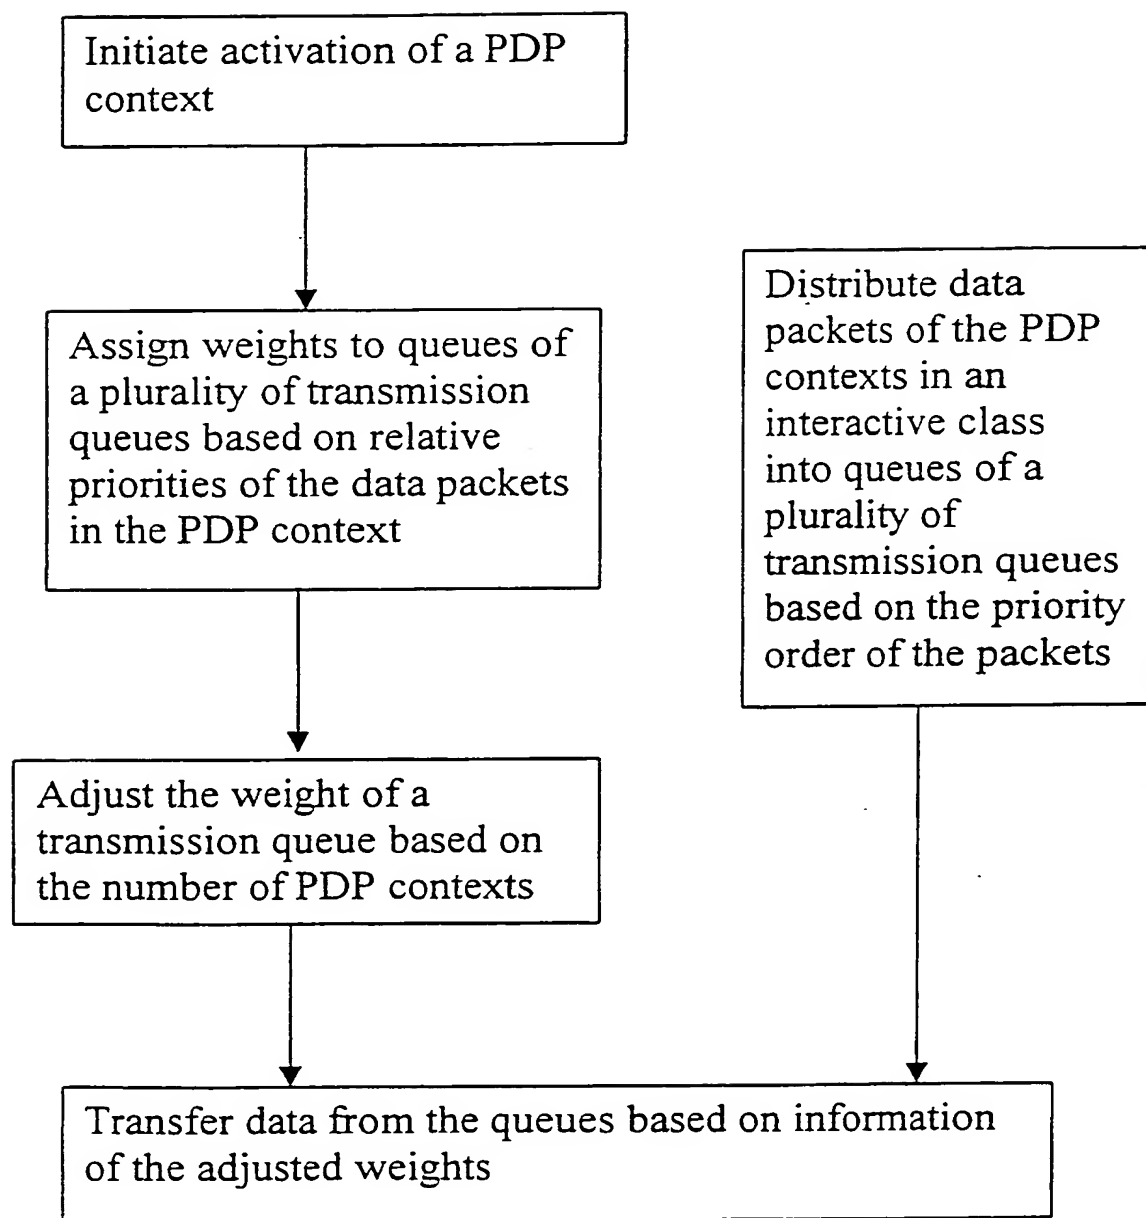 Initiate activation of a PDP
context
Assign weights to queues of
a plurality of transmission
queues based on relative
priorities of the data packets
in the PDP context
Distribute data
packets of the PDP
contexts in an
interactive class
into queues of a
plurality of
transmission queues
based on the priority
order of the packets
Adjust the weight of a
transmission queue based on
the number of PDP contexts
Transfer data from the queues based on information
of the adjusted weights